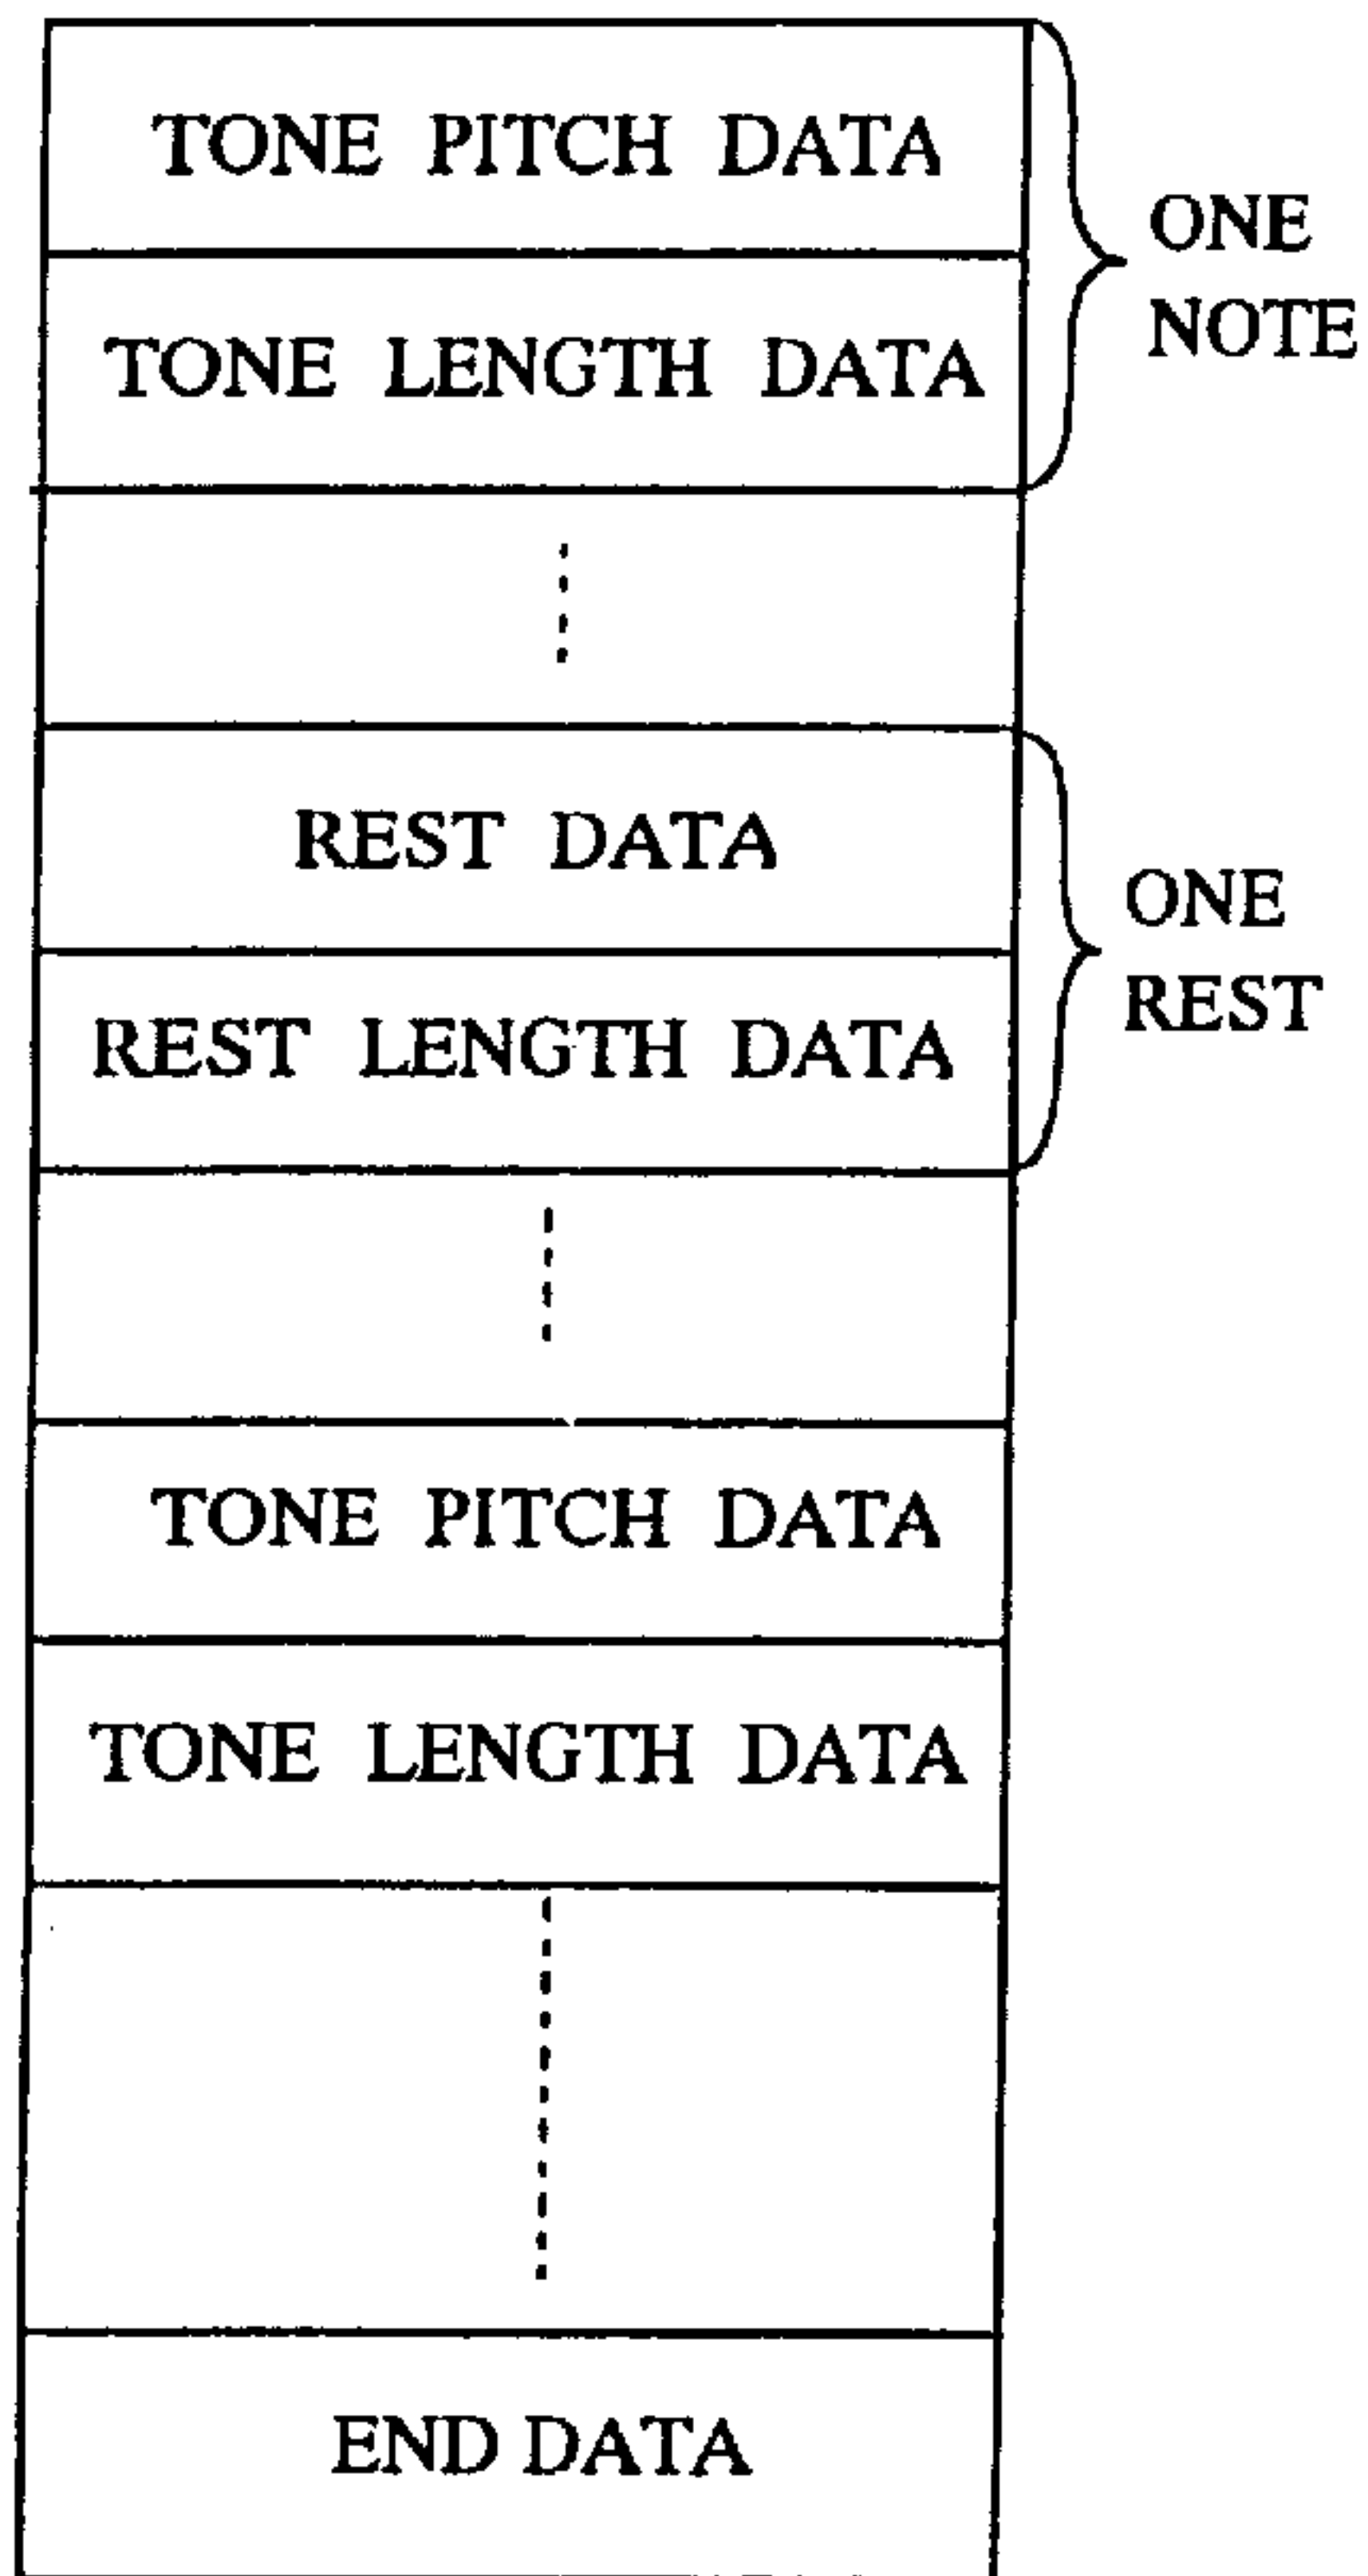 TONE PITCH DATA
TONE LENGTH DATA
ONE
NOTE
REST DATA
REST LENGTH DATA
ONE
REST
TONE PITCH DATA
TONE LENGTH DATA
END DATA